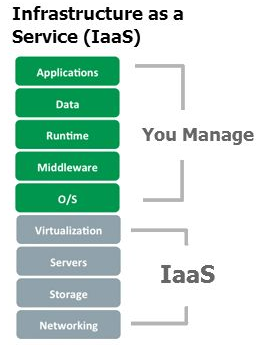 Infrastructure as a
Service (IaaS)
Applications
Data
Runtime
Middleware
O/S
You Manage
Virtualization
Servers
Storage
Networking
IaaS